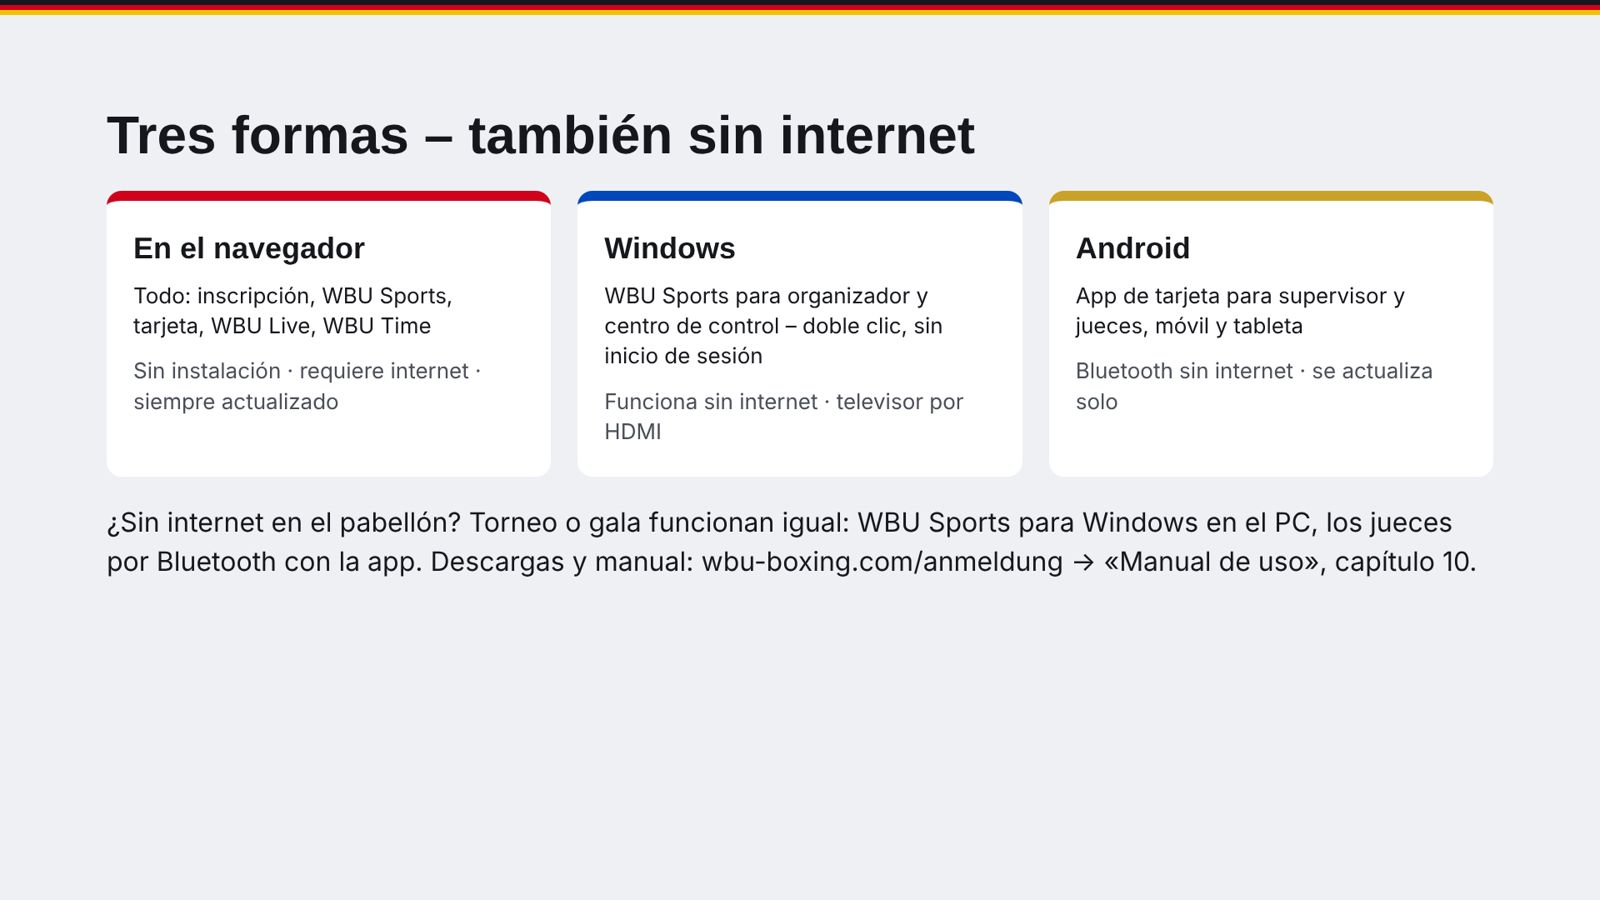 Tres formas – también sin internet
En el navegador
Todo: inscripción, WBU Sports,
tarjeta, WBU Live, WBU Time
Sin instalación · requiere internet ·
siempre actualizado
Windows
WBU Sports para organizador y
centro de control – doble clic, sin
inicio de sesión
Funciona sin internet · televisor por
HDMI
Android
App de tarjeta para supervisor y
jueces, móvil y tableta
Bluetooth sin internet · se actualiza
solo
¿Sin internet en el pabellón? Torneo o gala funcionan igual: WBU Sports para Windows en el PC, los jueces
por Bluetooth con la app. Descargas y manual: wbu-boxing.com/anmeldung → «Manual de uso», capítulo 10.